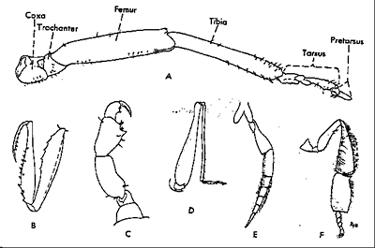 Coxa
Trochanter
Femur
Tibia
Tarsus
Pretarsus
A
B
C
D
E
F